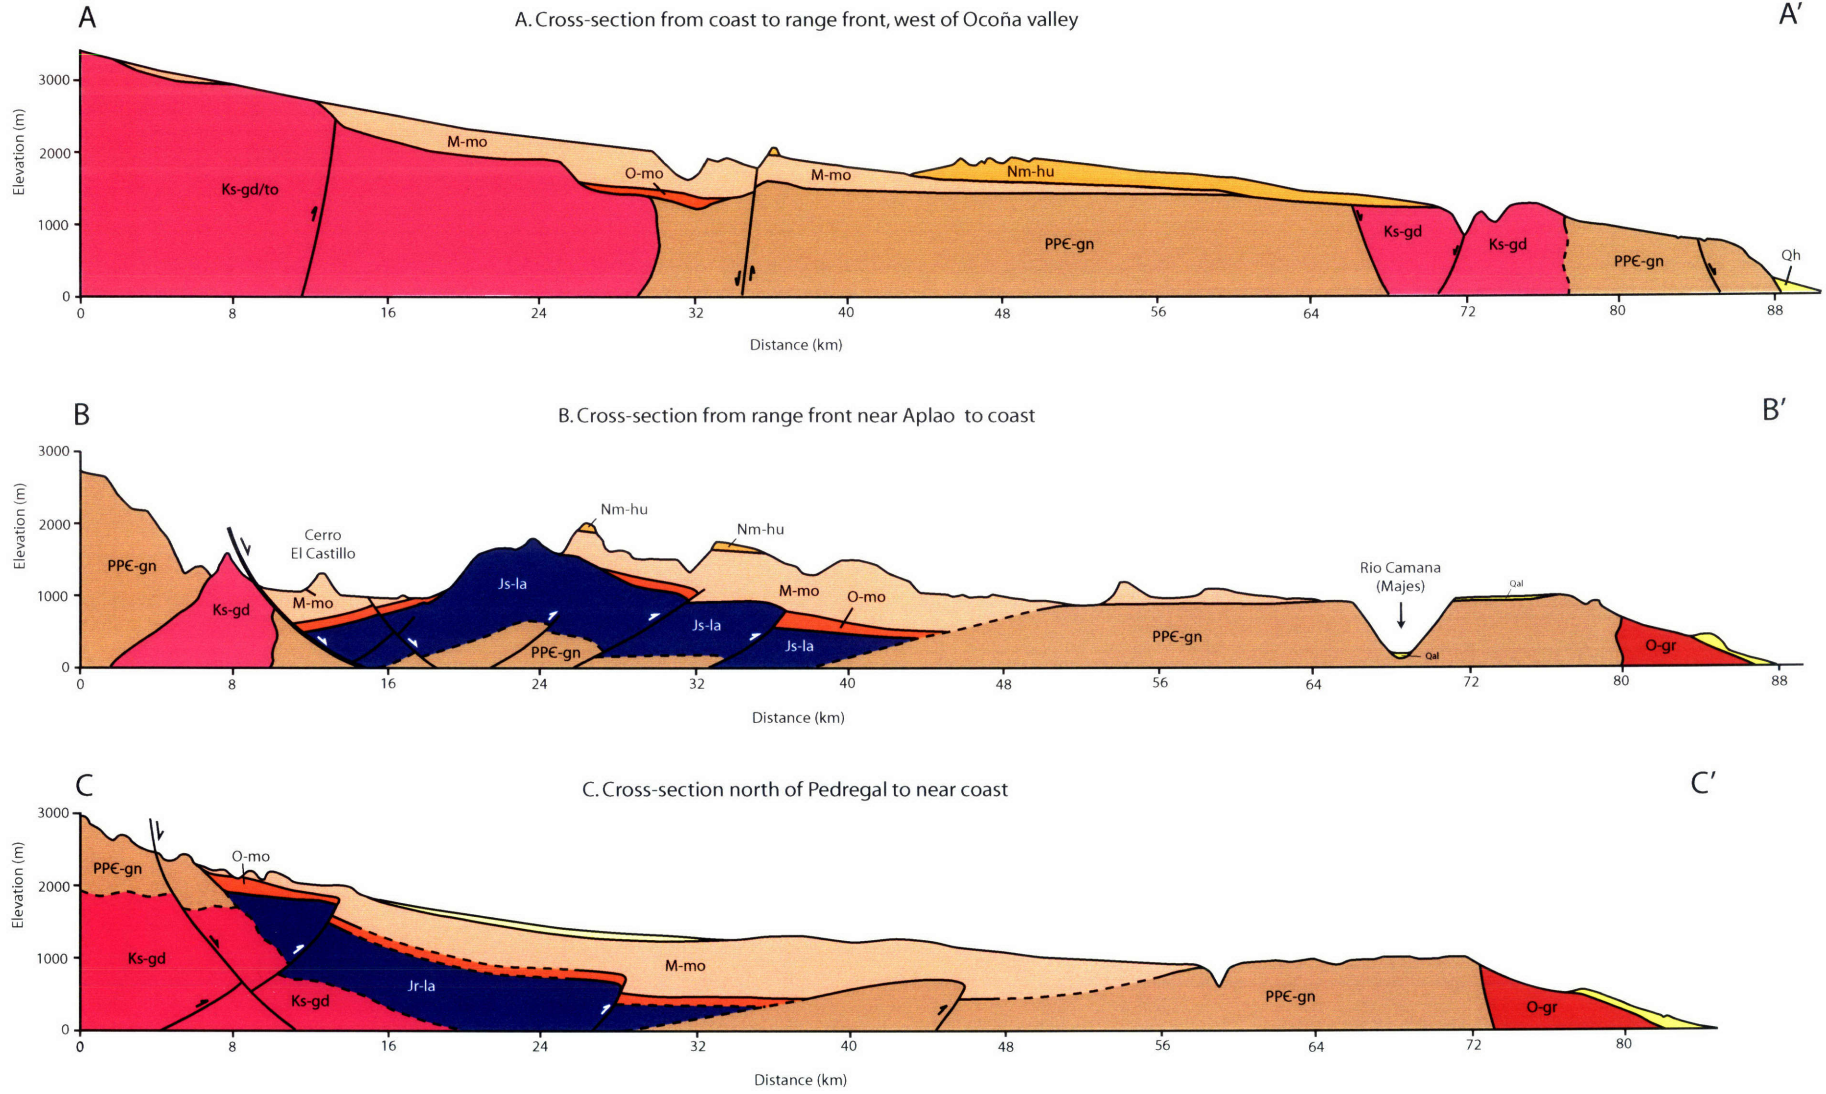 A
A. Cross-section from coast to range front, west of Ocoña valley
A'
Elevation (m)
3000
2000
1000
0
Ks-gd/to
M-mo
O-mo
M-mo
Nm-hu
PPЄ-gn
Ks-gd
Ks-gd
PPЄ-gn
Qh
0 8 16 24 32 40 48 56 64 72 80 88
Distance (km)
B
B. Cross-section from range front near Aplao to coast
B'
Elevation (m)
3000
2000
1000
0
PPЄ-gn
Ks-gd
Cerro
El Castillo
M-mo
Js-la
Nm-hu
Nm-hu
PPЄ-gn
Js-la
M-mo
O-mo
Js-la
PPЄ-gn
Rio Camana
(Majes)
Qal
Qal
O-gr
0 8 16 24 32 40 48 56 64 72 80 88
Distance (km)
C
C. Cross-section north of Pedregal to near coast
C'
Elevation (m)
3000
2000
1000
0
PPЄ-gn
O-mo
Ks-gd
Ks-gd
Jr-la
M-mo
PPЄ-gn
O-gr
0 8 16 24 32 40 48 56 64 72 80
Distance (km)